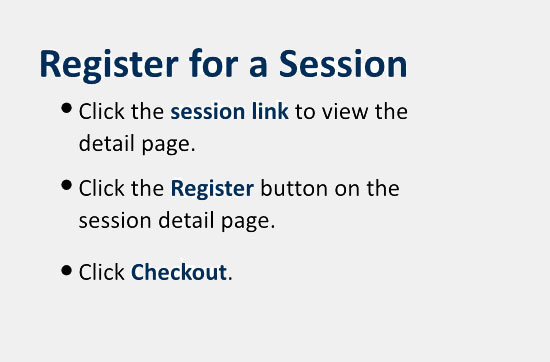 Register for a Session
• Click the session link to view the
detail page.
• Click the Register button on the
session detail page.
• Click Checkout.